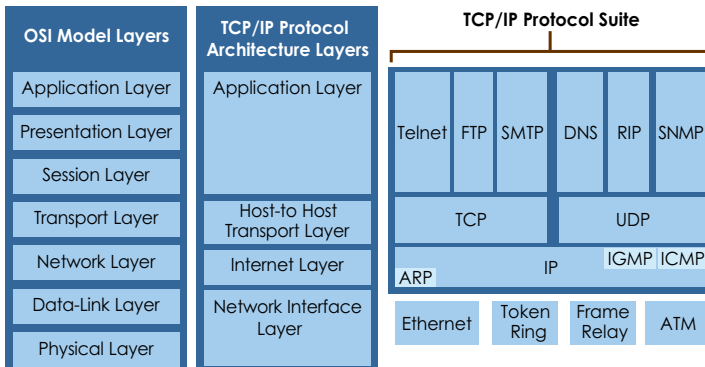 OSI Model Layers
Application Layer
Presentation Layer
Session Layer
Transport Layer
Network Layer
Data-Link Layer
Physical Layer
TCP/IP Protocol
Architecture Layers
Application Layer
Host-to Host
Transport Layer
Internet Layer
Network Interface
Layer
TCP/IP Protocol Suite
Telnet FTP SMTP DNS RIP SNMP
TCP UDP
IP IGMP ICMP
ARP
Ethernet
Token
Ring
Frame
Relay
ATM